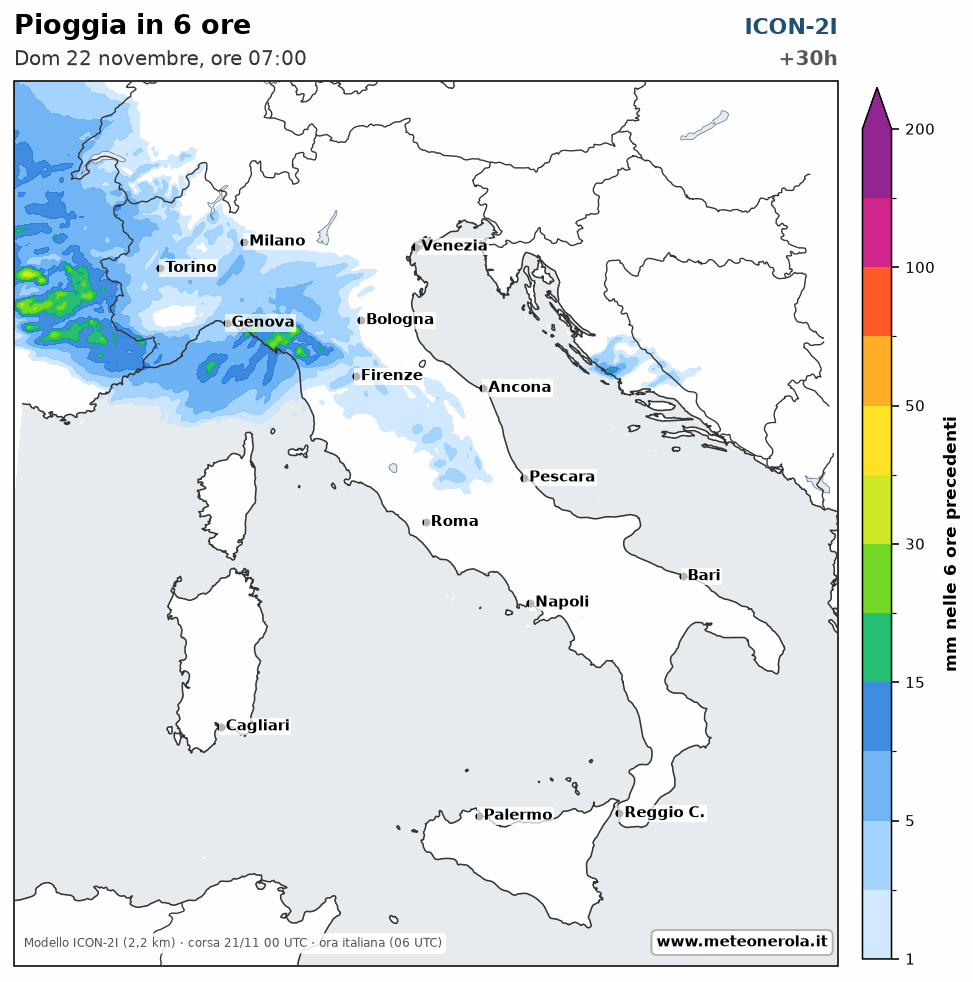 Pioggia in 6 ore
ICON-2I
Dom 22 novembre, ore 07:00
+30h
200
100
50
30
15
5
1
mm nelle 6 ore precedenti
Milano
Venezia
Torino
Genova
Bologna
Firenze
Ancona
Pescara
Roma
Bari
Napoli
Cagliari
Palermo
Reggio C.
Modello ICON-2I (2,2 km) · corsa 21/11 00 UTC · ora italiana (06 UTC)
www.meteonerola.it